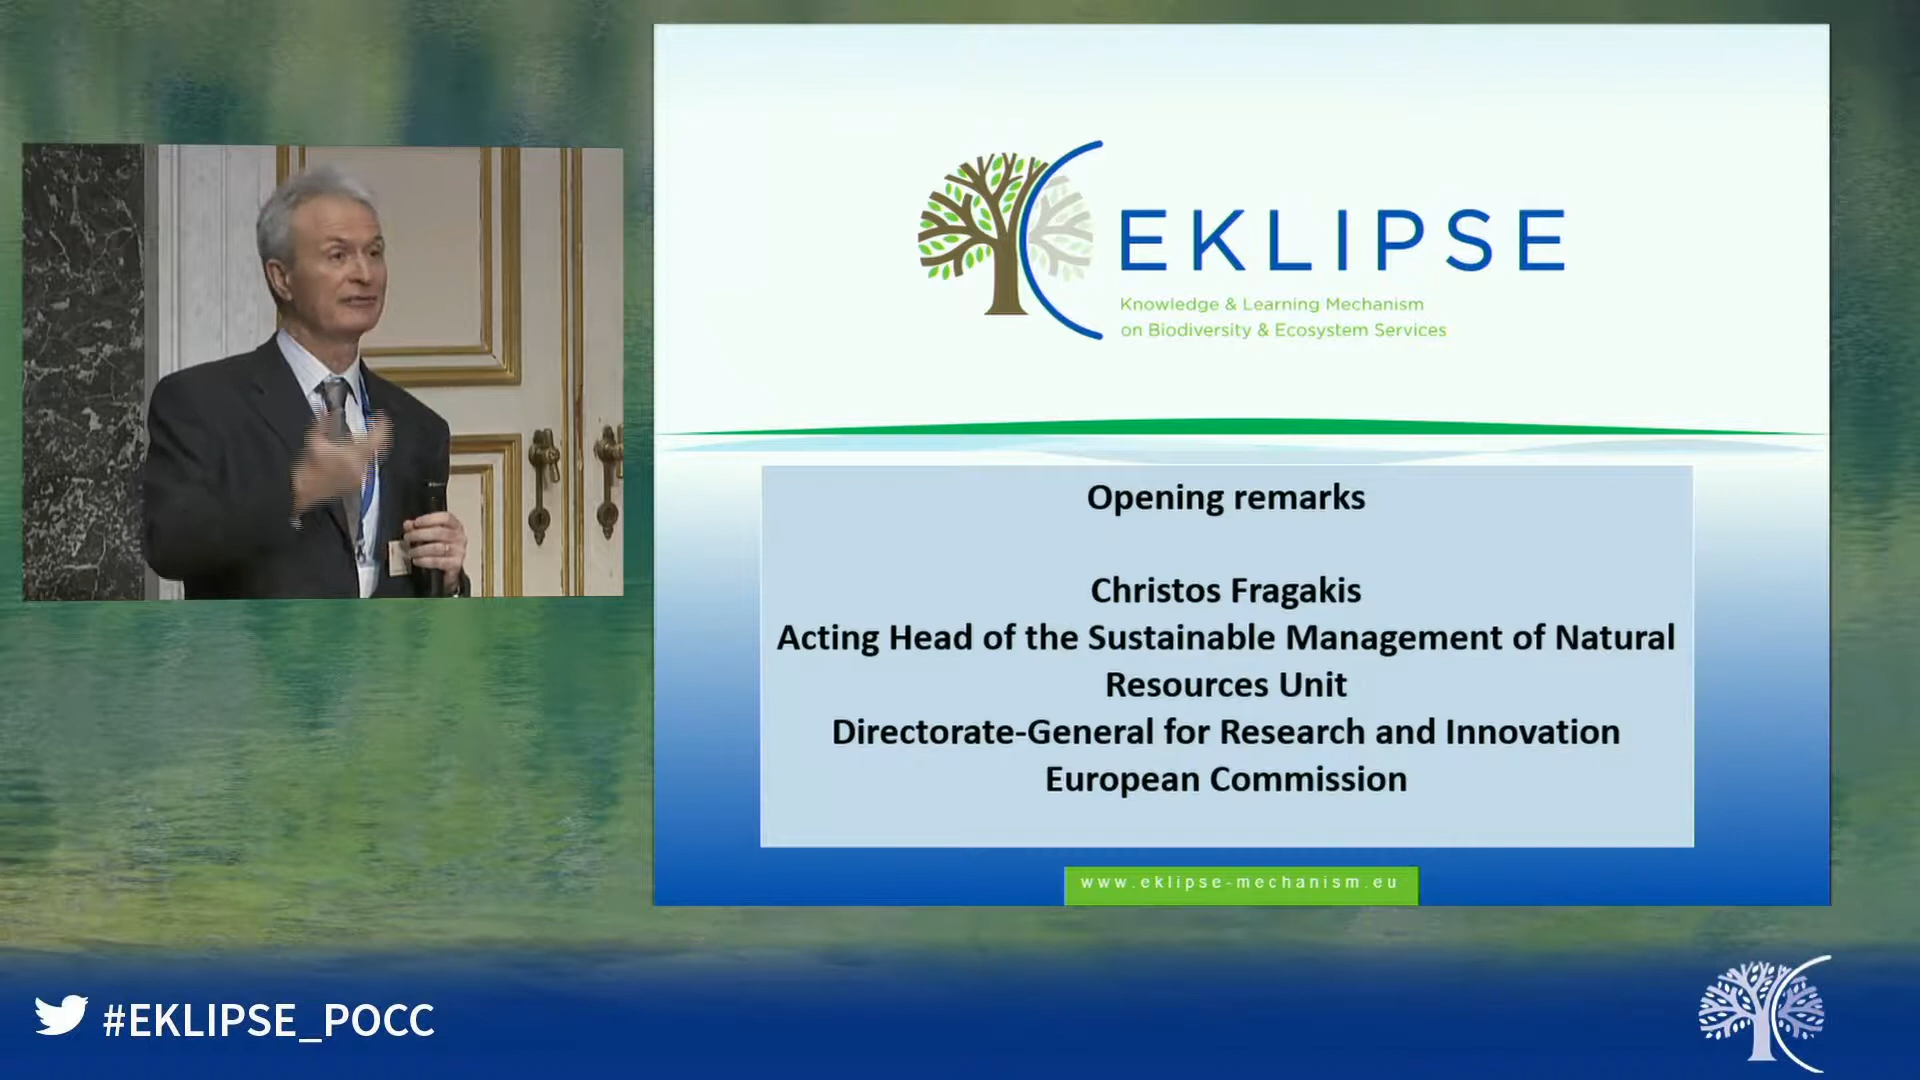 EKLIPSE
Knowledge & Learning Mechanism
on Biodiversity & Ecosystem Services
Opening remarks
Christos Fragakis
Acting Head of the Sustainable Management of Natural
Resources Unit
Directorate-General for Research and Innovation
European Commission
www.eklipse-mechanism.eu
#EKLIPSE_POCC